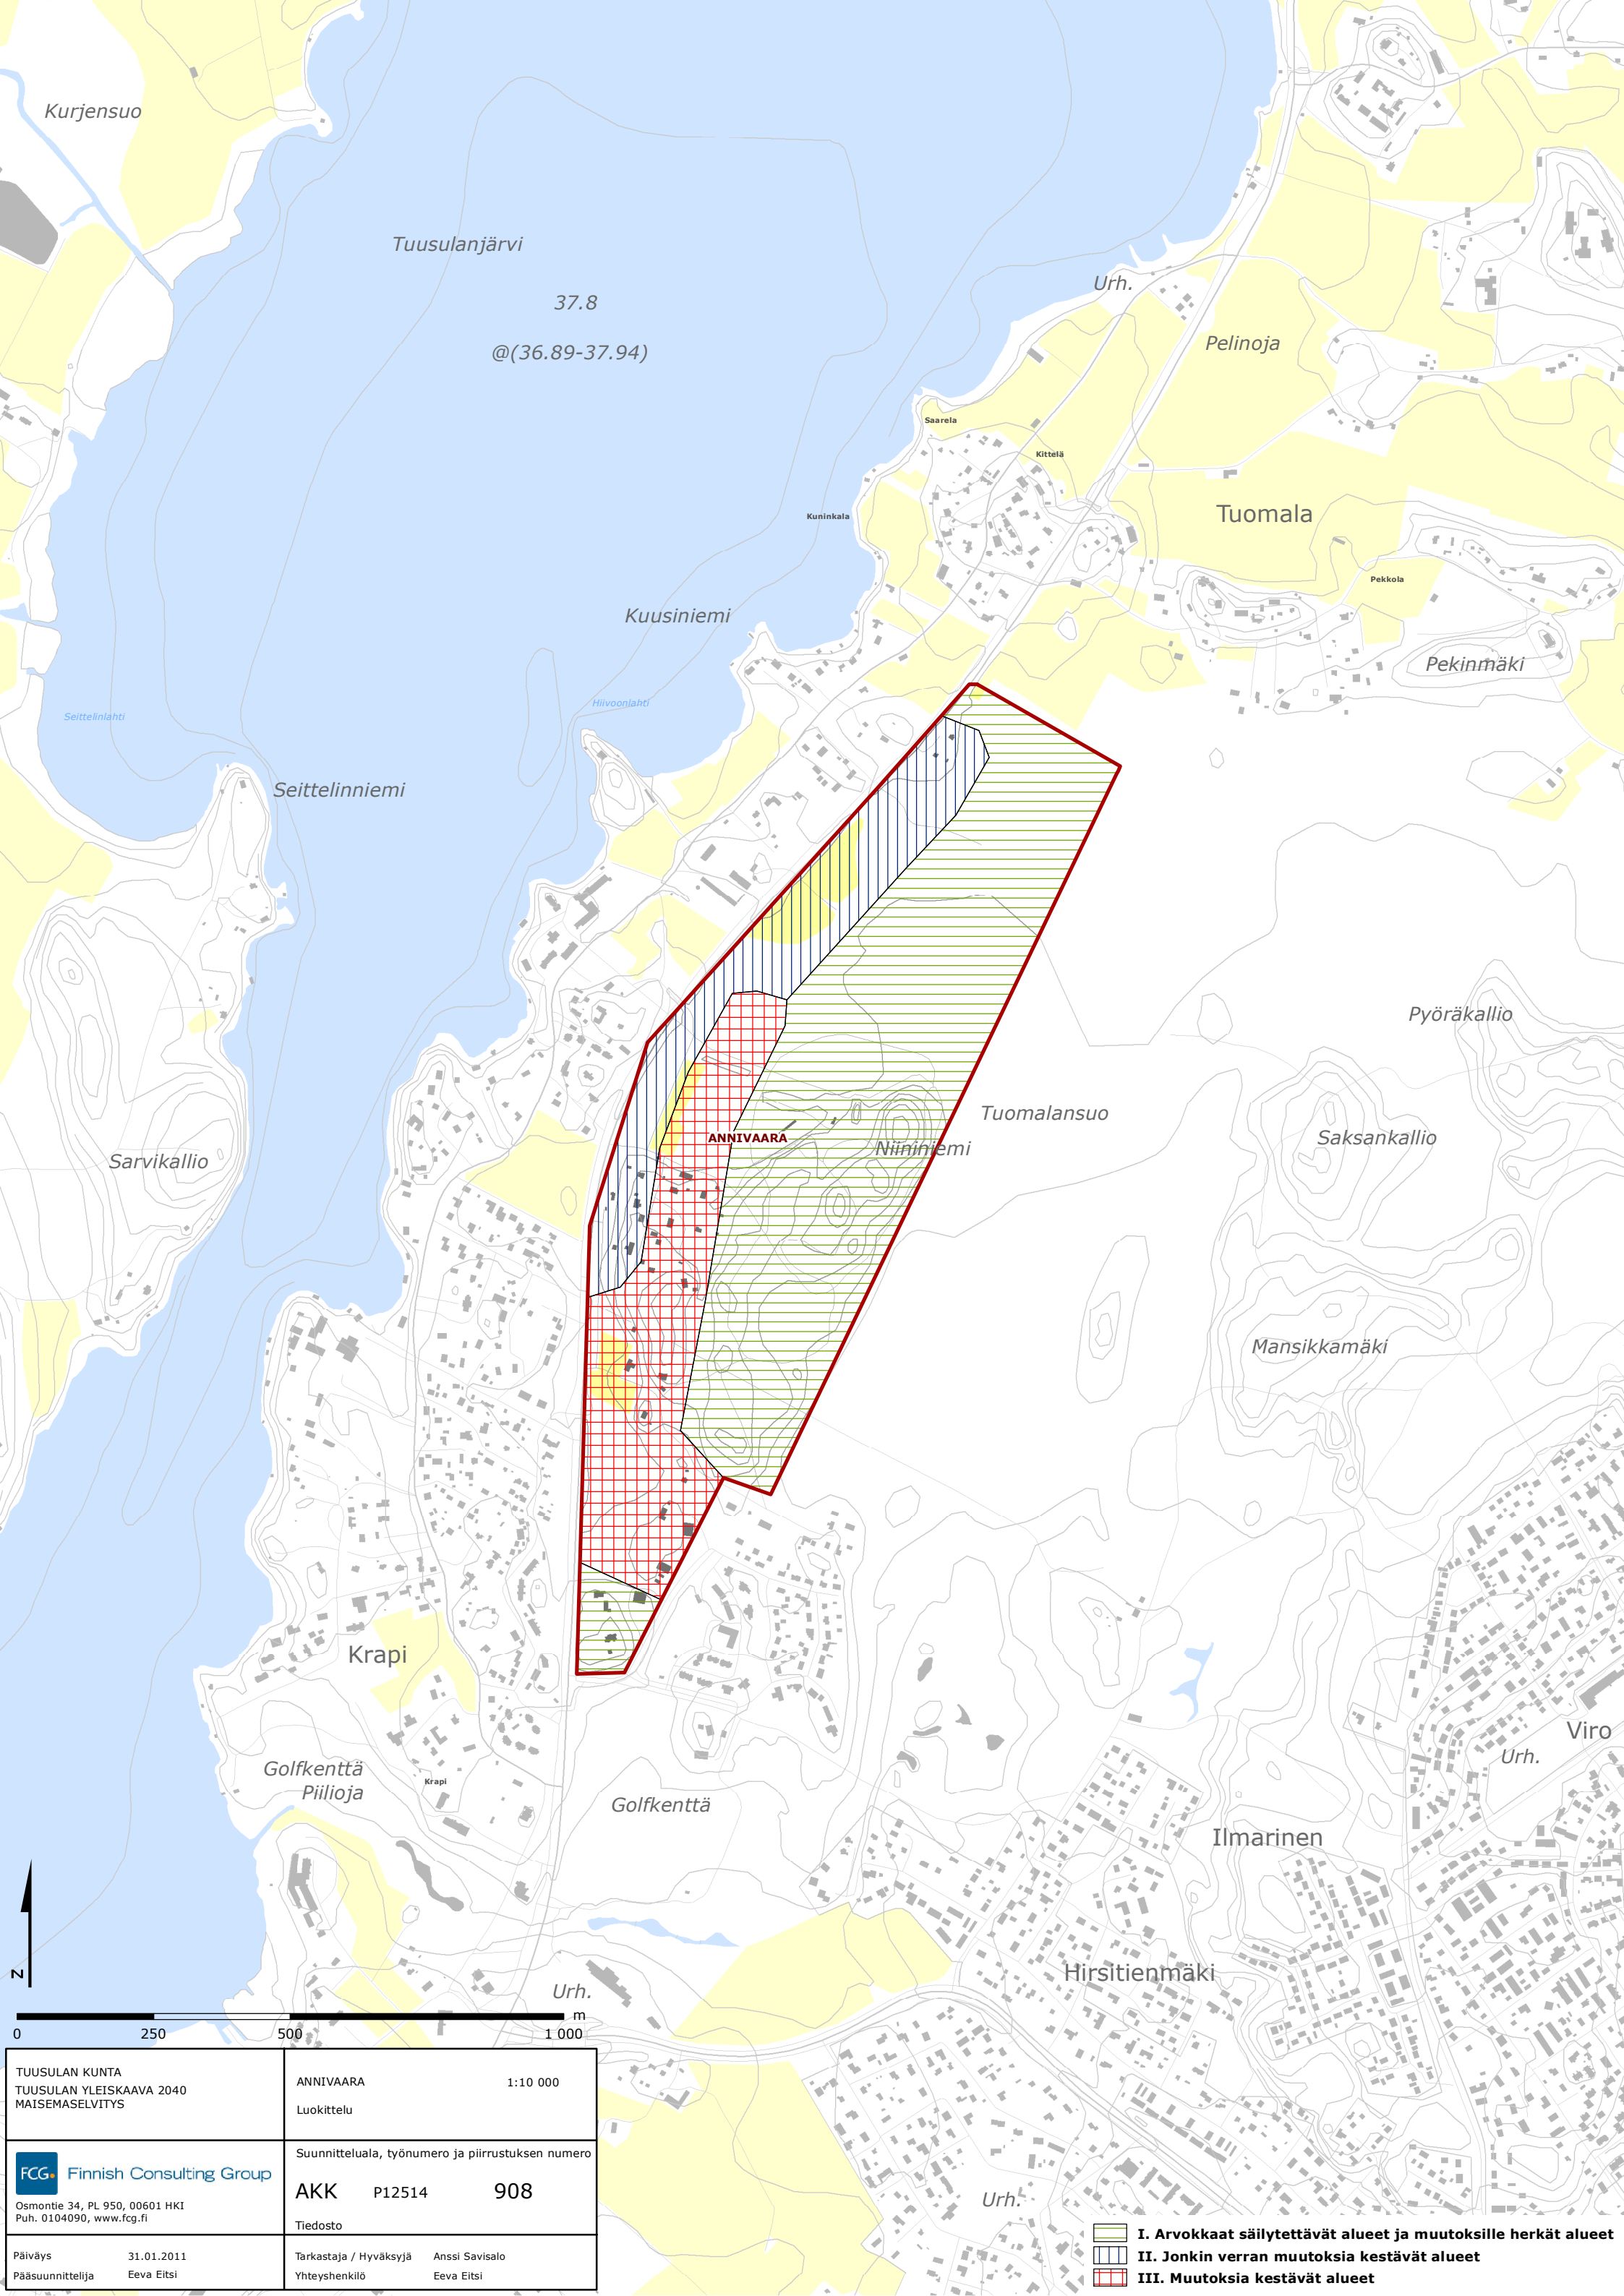 Kurjensuo
Tuusulanjärvi
37.8
@(36.89-37.94)
Urh.
Pelinoja
Saarela
Kittelä
Kuninkala
Tuomala
Pekkola
Kuusiniemi
Pekinmäki
Hiivoonlahti
Seittelinlahti
Seittelinniemi
Pyöräkallio
Tuomalansuo
ANNIVAARA
Saksankallio
Niininiemi
Sarvikallio
Mansikkamäki
Krapi
Viro
Urh.
Golfkenttä
Piilioja
Krapi
Golfkenttä
Ilmarinen
Hirsitienmäki
Urh.
N
m
0 250 500 1 000
TUUSULAN KUNTA
TUUSULAN YLEISKAAVA 2040
MAISEMASELVITYS
ANNIVAARA 1:10 000
Luokittelu
Suunnitteluala, työnumero ja piirrustuksen numero
FCG. Finnish Consulting Group
AKK P12514 908
Osmontie 34, PL 950, 00601 HKI
Puh. 0104090, www.fcg.fi
Tiedosto
Päiväys 31.01.2011
Pääsuunnittelija Eeva Eitsi
Tarkastaja / Hyväksyjä Anssi Savisalo
Yhteyshenkilö Eeva Eitsi
Urh.
I. Arvokkaat säilytettävät alueet ja muutoksille herkät alueet
II. Jonkin verran muutoksia kestävät alueet
III. Muutoksia kestävät alueet